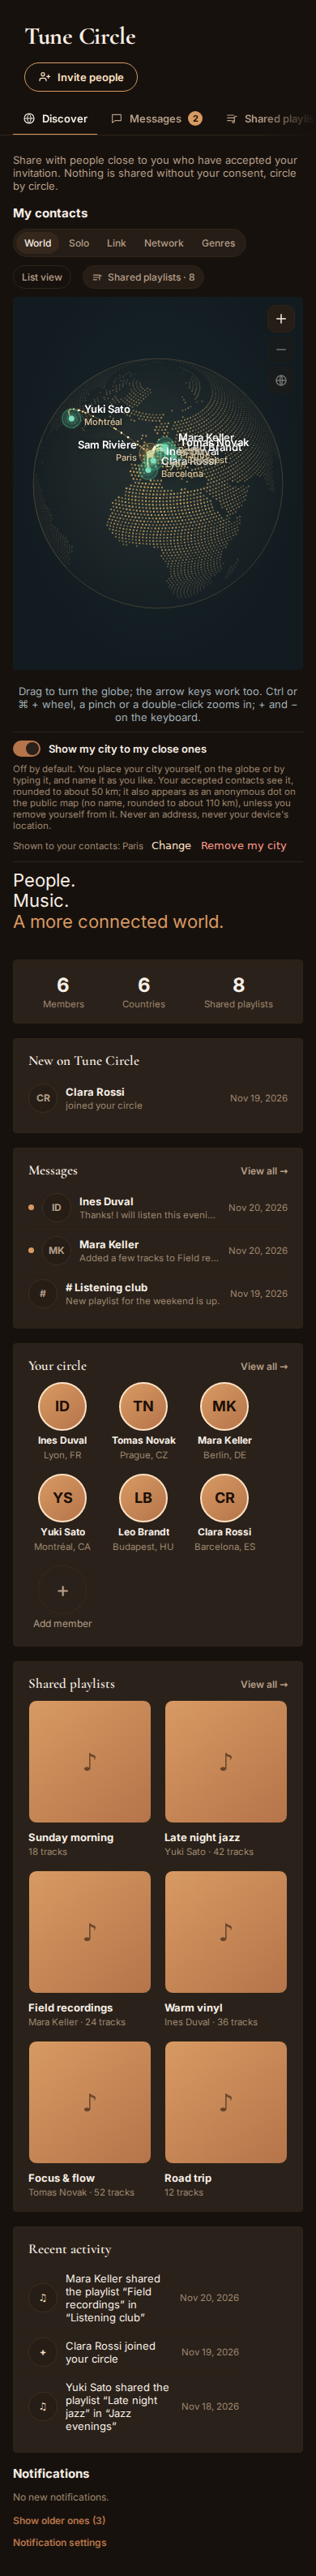 Tune Circle
Invite people
Discover
Messages 2
Shared playlis
Share with people close to you who have accepted your
invitation. Nothing is shared without your consent, circle
by circle.
My contacts
World Solo Link Network Genres
List view
Shared playlists · 8
Yuki Sato
Montréal
Sam Rivière
Paris
Mara Keller
Tomas Novak
Clara Rossi
Barcelona
Drag to turn the globe; the arrow keys work too. Ctrl or
⌘ + wheel, a pinch or a double-click zooms in; + and −
on the keyboard.
Show my city to my close ones
Off by default. You place your city yourself, on the globe or by
typing it, and name it as you like. Your accepted contacts see it,
rounded to about 50 km; it also appears as an anonymous dot on
the public map (no name, rounded to about 110 km), unless you
remove yourself from it. Never an address, never your device's
location.
Shown to your contacts: Paris Change Remove my city
People.
Music.
A more connected world.
6 6 8
Members Countries Shared playlists
New on Tune Circle
CR
Clara Rossi
joined your circle
Nov 19, 2026
Messages
View all →
ID
Ines Duval
Thanks! I will listen this eveni...
Nov 20, 2026
MK
Mara Keller
Added a few tracks to Field re...
Nov 20, 2026
#
# Listening club
New playlist for the weekend is up.
Nov 19, 2026
Your circle
View all →
ID TN MK
Ines Duval Tomas Novak Mara Keller
Lyon, FR Prague, CZ Berlin, DE
YS LB CR
Yuki Sato Leo Brandt Clara Rossi
Montréal, CA Budapest, HU Barcelona, ES
+
Add member
Shared playlists
View all →
Sunday morning Late night jazz
18 tracks Yuki Sato · 42 tracks
Field recordings Warm vinyl
Mara Keller · 24 tracks Ines Duval · 36 tracks
Focus & flow Road trip
Tomas Novak · 52 tracks 12 tracks
Recent activity
Mara Keller shared
the playlist “Field
recordings” in
“Listening club”
Nov 20, 2026
Clara Rossi joined
your circle
Nov 19, 2026
Yuki Sato shared the
playlist “Late night
jazz” in “Jazz
evenings”
Nov 18, 2026
Notifications
No new notifications.
Show older ones (3)
Notification settings